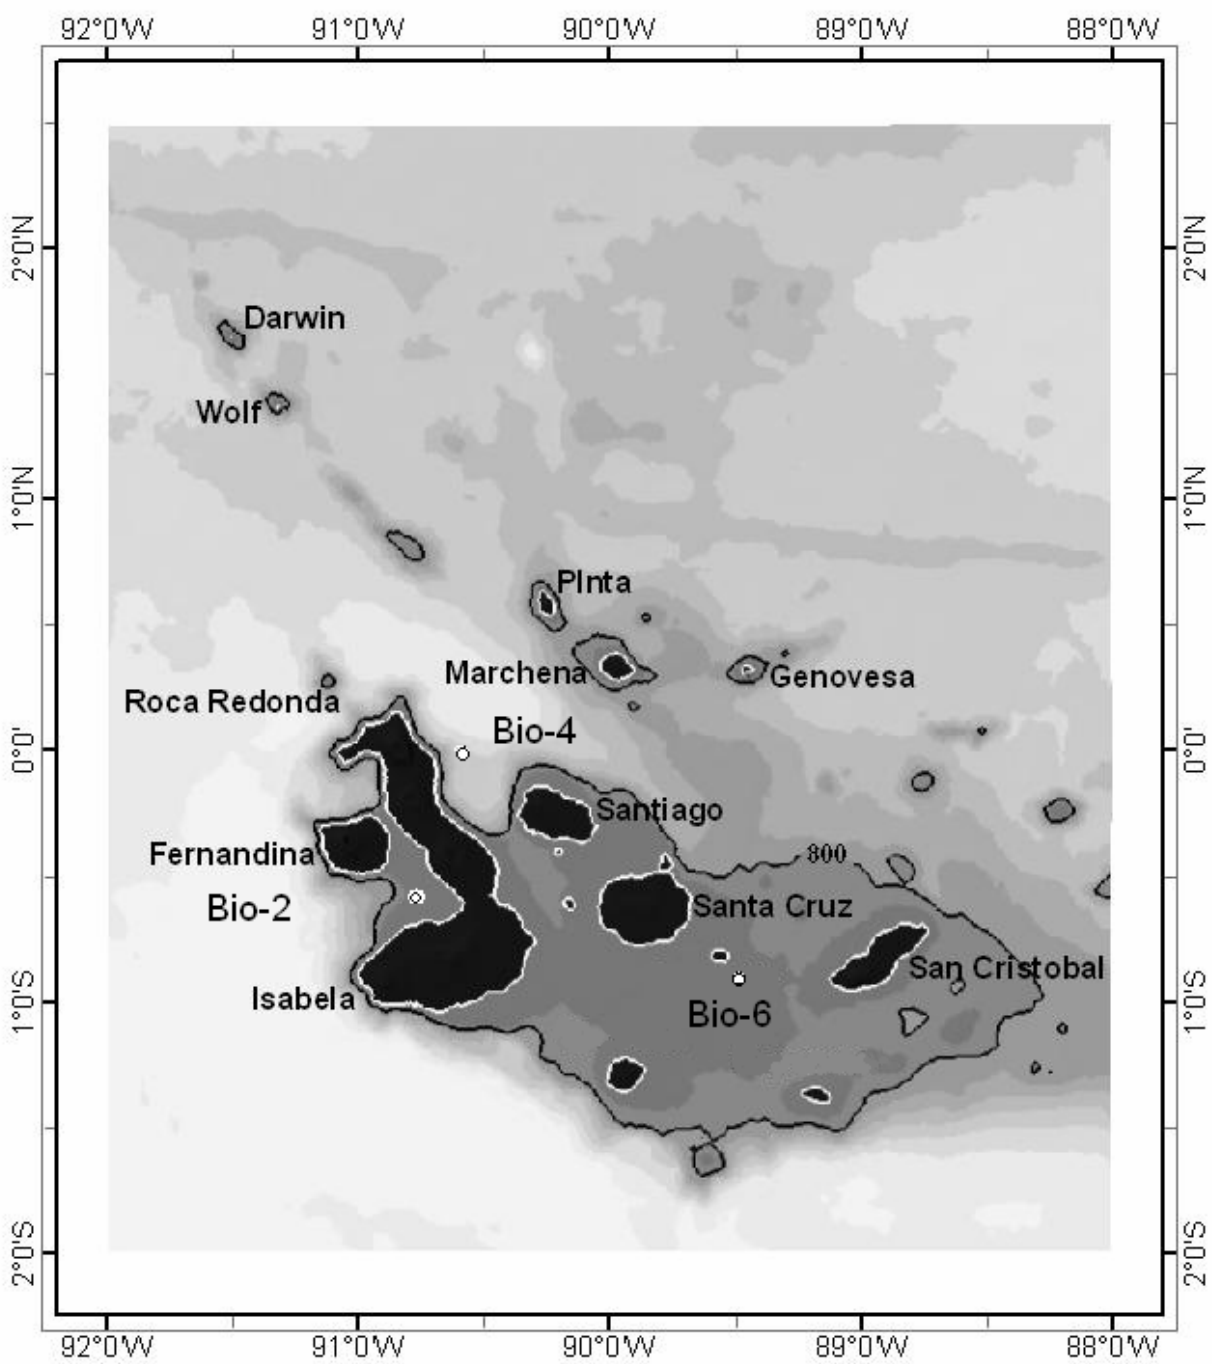 92°0'W 91°0'W 90°0'W 89°0'W 88°0'W
2°0'N 2°0'N
Darwin
Wolf
1°0'N 1°0'N
PInta
Marchena
Genovesa
Roca Redonda
Bio-4
0°0' 0°0'
Santiago
Fernandina
800
Bio-2
Santa Cruz
San Cristobal
Isabela
1°0'S 1°0'S
Bio-6
2°0'S 2°0'S
92°0'W 91°0'W 90°0'W 89°0'W 88°0'W